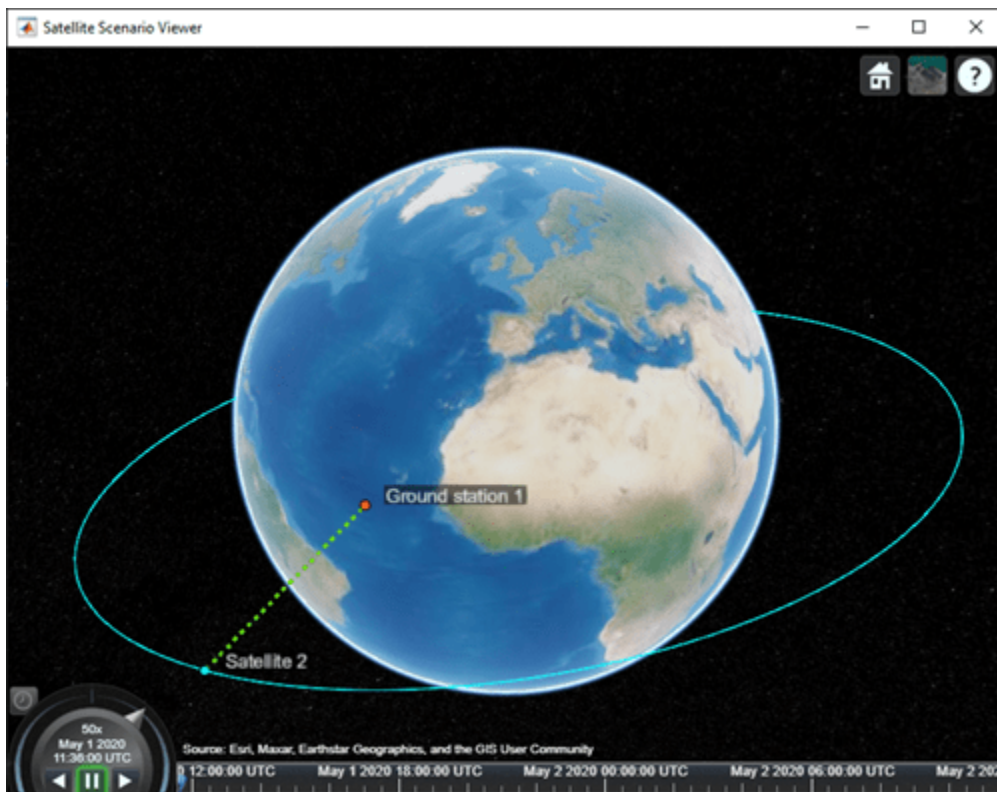 Satellite Scenario Viewer
?
Ground station 1
Satellite 2
50x
May 1 2020
11:36:00 UTC
Source: Esri, Maxar, Earthstar Geographics, and the GIS User Community
12:00:00 UTC May 1 2020 18:00:00 UTC May 2 2020 00:00:00 UTC May 2 2020 06:00:00 UTC May 2